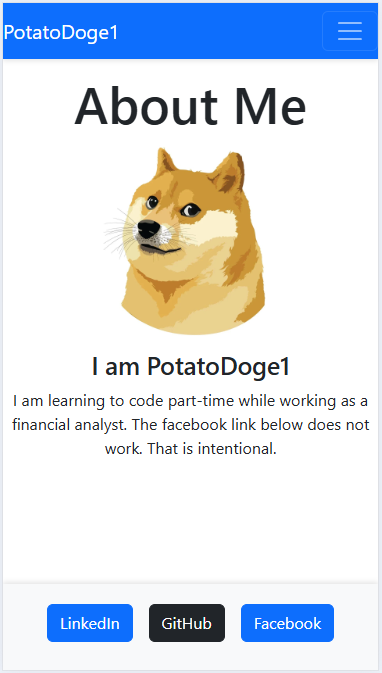 PotatoDoge1
About Me
I am PotatoDoge1
I am learning to code part-time while working as a
financial analyst. The facebook link below does not
work. That is intentional.
LinkedIn
GitHub
Facebook